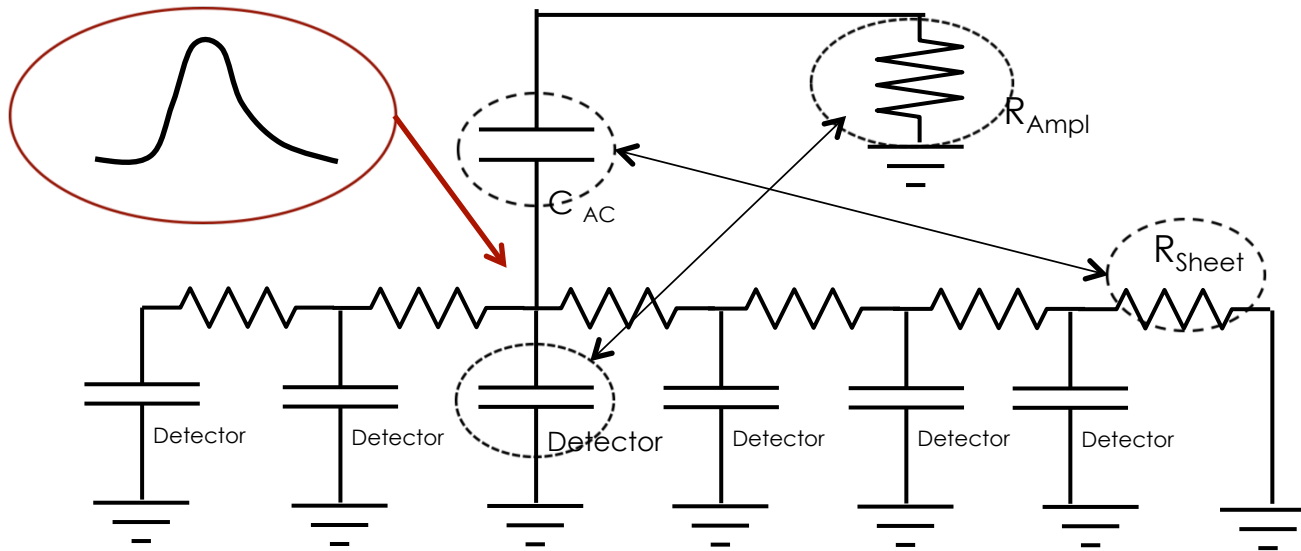 R Ampl
C AC
R Sheet
Detector
Detector
Detector
Detector
Detector
Detector